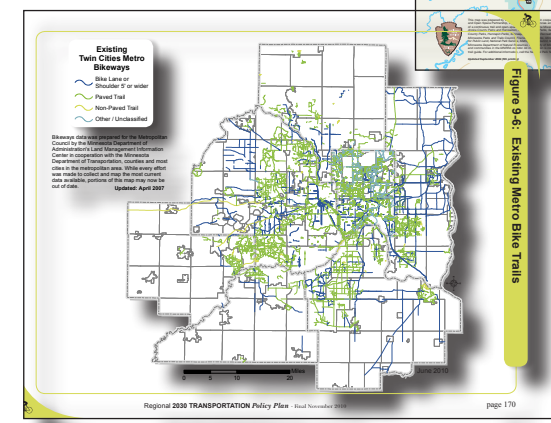 Existing
Twin Cities Metro
Bikeways
Bike Lane or
Shoulder 5' or wider
Paved Trail
Non-Paved Trail
Other / Unclassified
Bikeways data was prepared for the Metropolitan
Council by the Minnesota Department of
Administration's Land Management Information
Center in cooperation with the Minnesota
Department of Transportation, counties and most
cities in the metropolitan area. While every effort
was made to collect and map the most current
data available, portions of this map may now be
out of date.
Updated: April 2007
Figure 9-6: Existing Metro Bike Trails
Miles
0 5 10 20
June 2010
Regional 2030 TRANSPORTATION Policy Plan - Final November 2010
page 170